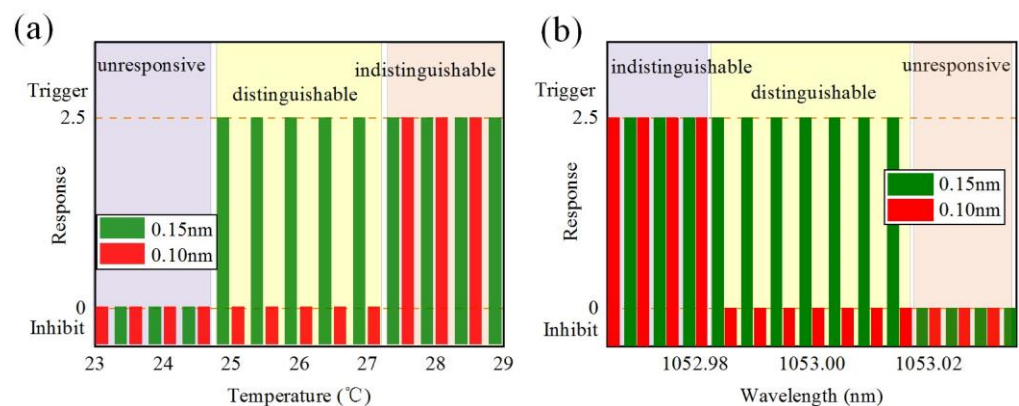 (a)
unresponsive
indistinguishable
distinguishable
Trigger
2.5
Response
0.15nm
0.10nm
0
Inhibit
23 24 25 26 27 28 29
Temperature (℃)
(b)
indistinguishable
unresponsive
distinguishable
Trigger
2.5
Response
0.15nm
0.10nm
0
Inhibit
1052.98 1053.00 1053.02
Wavelength (nm)